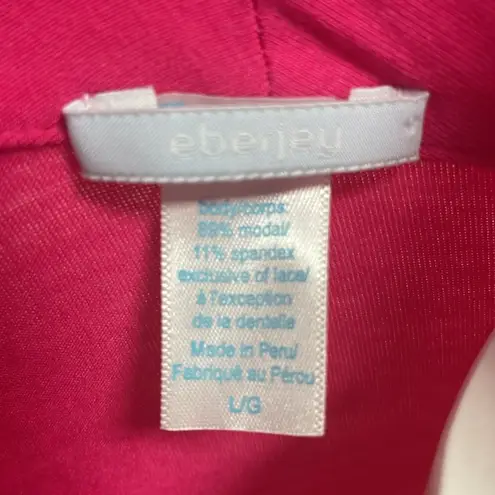 eberjey
body/corps:
89% modal/
11% spandex
exclusive of lace/
à l'exception
de la dentelle
Made in Peru/
Fabriqué au Pérou
L/G